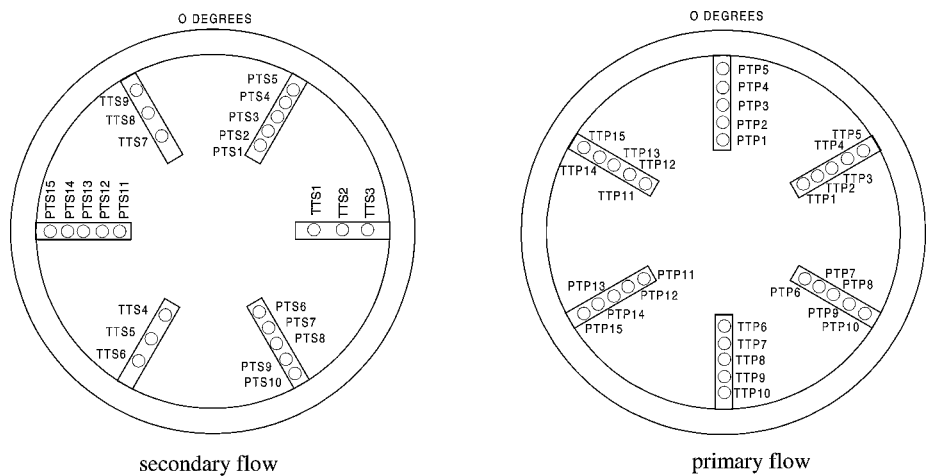 O DEGREES
PTS5
PTS4
PTS3
PTS2
PTS1
TTS9
TTS8
TTS7
PTS15
PTS14
PTS13
PTS12
PTS11
TTS1
TTS2
TTS3
TTS4
TTS5
TTS6
PTS6
PTS7
PTS8
PTS9
PTS10
secondary flow
O DEGREES
PTP5
PTP4
PTP3
PTP2
PTP1
TTP15
TTP13
TTP12
TTP14
TTP11
TTP5
TTP4
TTP3
TTP2
TTP1
PTP11
PTP13
PTP12
PTP14
PTP15
PTP7
PTP6
PTP8
PTP9
PTP10
TTP6
TTP7
TTP8
TTP9
TTP10
primary flow